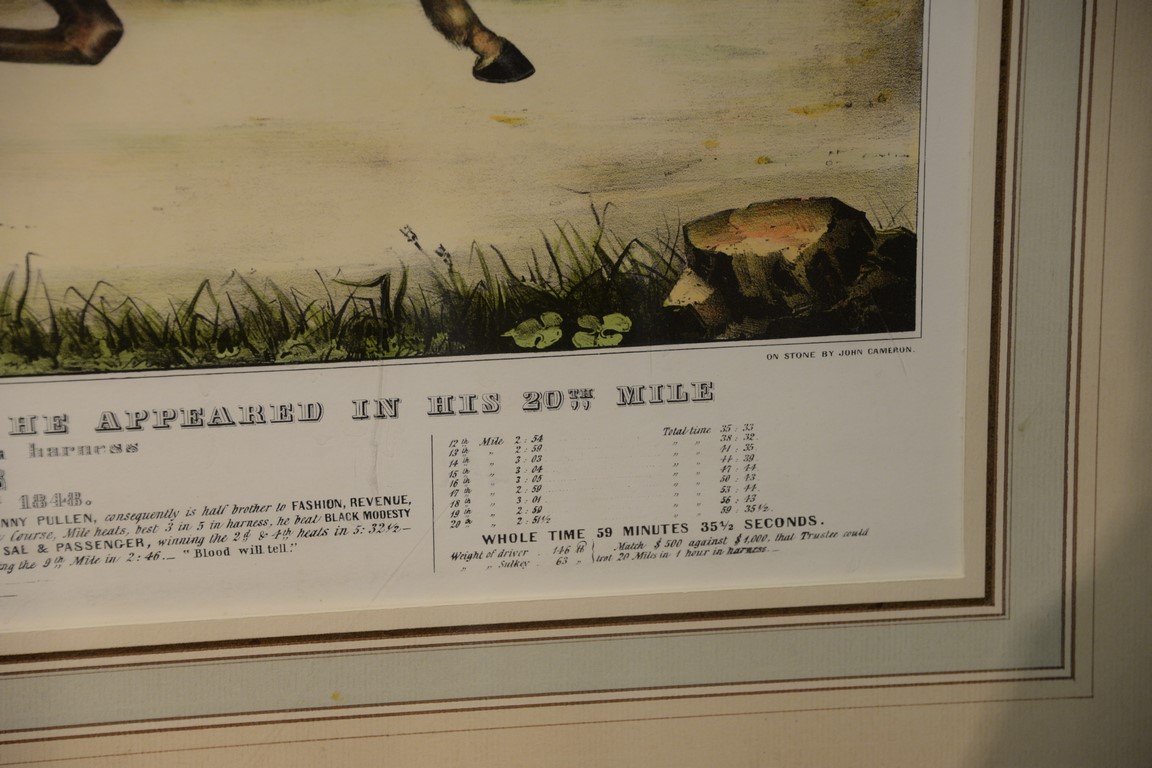 ON STONE BY JOHN CAMERON.
HE APPEARED IN HIS 20TH MILE
harness
1848.
NNY PULLEN, consequently is half brother to FASHION, REVENUE,
Course, Mile heats, best 3 in 5 in harness, he beat BLACK MODESTY
SAL & PASSENGER, winning the 2d & 4th heats in 5:32½—
ng the 9th Mile in 2:46.— "Blood will tell."
12th Mile 2:54 Total time 35:33
13th " 2:59 " " 38:32
14th " 3:03 " " 41:35
15th " 3:04 " " 44:39
16th " 3:05 " " 47:44
17th " 2:59 " " 50:43
18th " 3:01 " " 53:44
19th " 2:59 " " 56:43
20th " 2:51½ " " 59:35½
WHOLE TIME 59 MINUTES 35½ SECONDS.
Weight of driver 146 lb Match $500 against $1,000, that Trustee could
" " Sulkey 63 " trot 20 Miles in 1 hour in harness.—